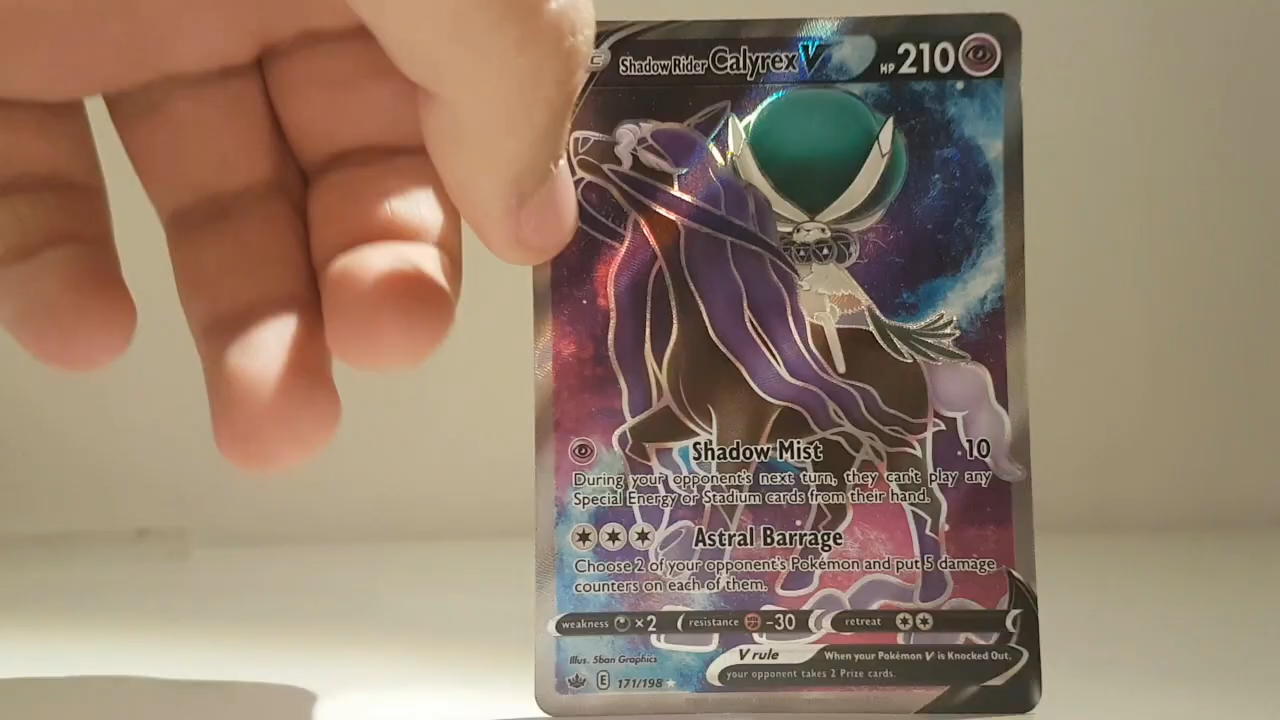 C Shadow Rider Calyrex V HP 210
Shadow Mist 10
During your opponent's next turn, they can't play any
Special Energy or Stadium cards from their hand.
Astral Barrage
Choose 2 of your opponent's Pokémon and put 5 damage
counters on each of them.
weakness ×2 resistance -30 retreat
Illus. 5ban Graphics
V rule When your Pokémon V is Knocked Out,
your opponent takes 2 Prize cards.
E 171/198